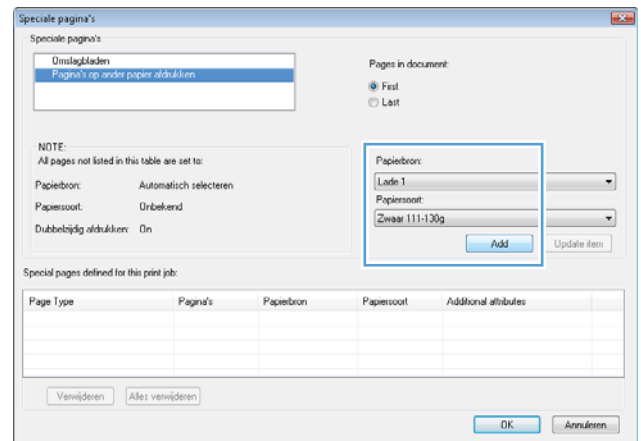 Speciale pagina's
Speciale pagina's
Omslagbladen
Pagina's op ander papier afdrukken
Pages in document:
First
Last
NOTE:
All pages not listed in this table are set to:
Papierbron: Automatisch selecteren
Papiersoort: Onbekend
Dubbelzijdig afdrukken: On
Papierbron:
Lade 1
Papiersoort:
Zwaar 111-130g
Add Update item
Special pages defined for this print job:
Page Type Pagina's Papierbron Papiersoort Additional attributes
Verwijderen Alles verwijderen
OK Annuleren